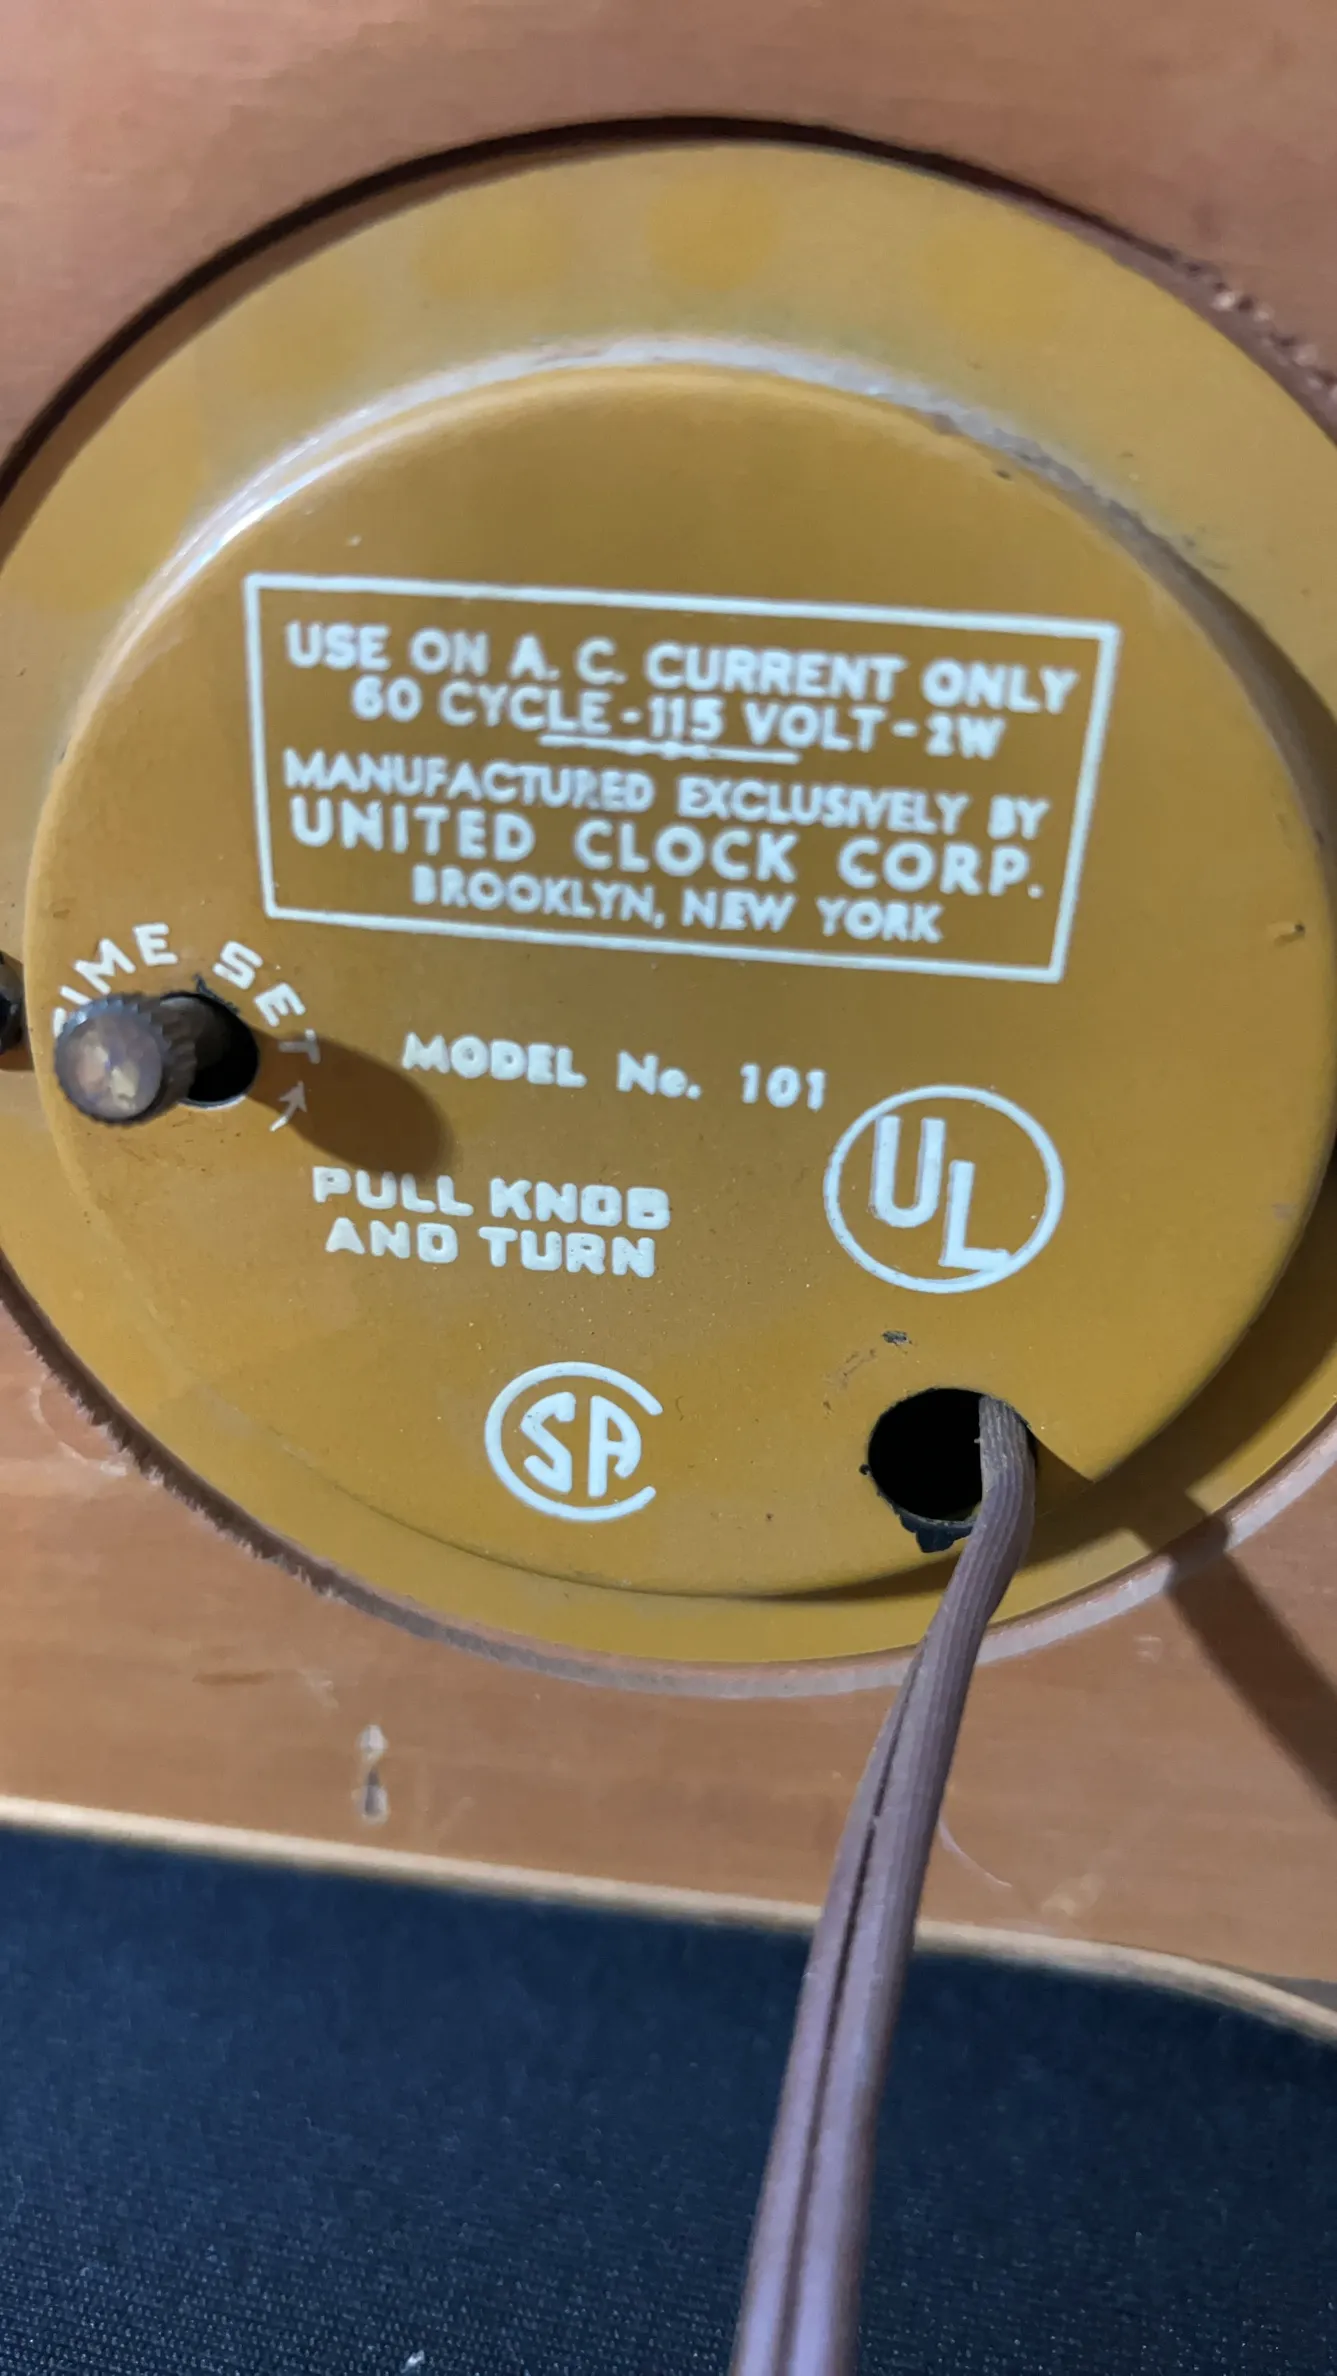 USE ON A. C. CURRENT ONLY
60 CYCLE - 115 VOLT - 2W
MANUFACTURED EXCLUSIVELY BY
UNITED CLOCK CORP.
BROOKLYN, NEW YORK
TIME SET
MODEL No. 101
UL
PULL KNOB
AND TURN
CSA